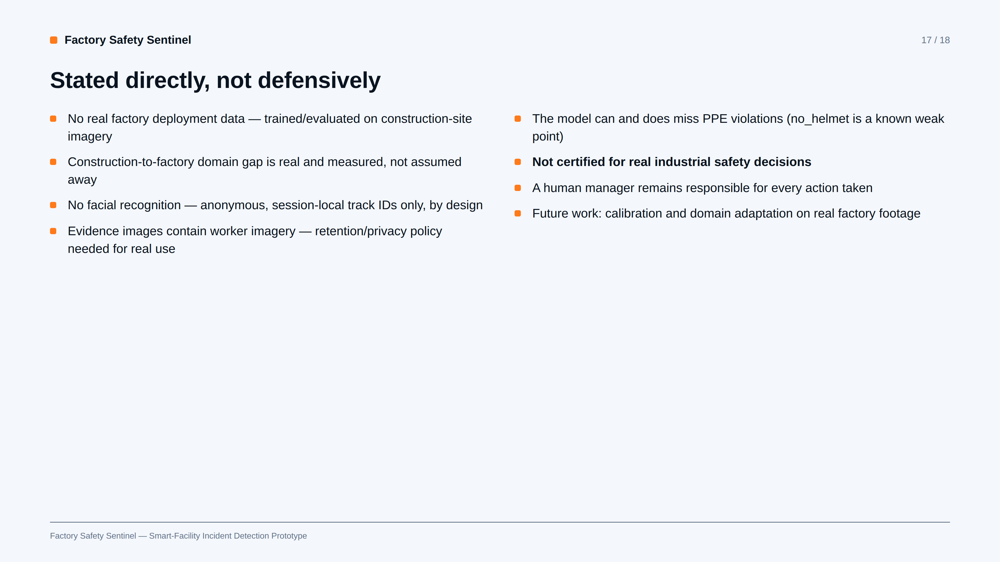 Factory Safety Sentinel
17 / 18
Stated directly, not defensively
No real factory deployment data — trained/evaluated on construction-site
imagery
Construction-to-factory domain gap is real and measured, not assumed
away
No facial recognition — anonymous, session-local track IDs only, by design
Evidence images contain worker imagery — retention/privacy policy
needed for real use
The model can and does miss PPE violations (no_helmet is a known weak
point)
Not certified for real industrial safety decisions
A human manager remains responsible for every action taken
Future work: calibration and domain adaptation on real factory footage
Factory Safety Sentinel — Smart-Facility Incident Detection Prototype